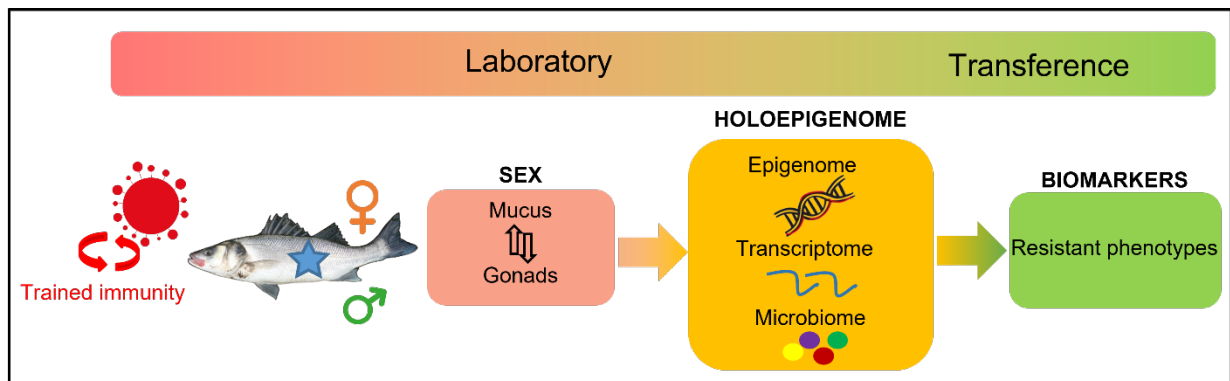 Laboratory
Transference
Trained immunity
SEX
Mucus
Gonads
HOLOEPIGENOME
Epigenome
Transcriptome
Microbiome
BIOMARKERS
Resistant phenotypes